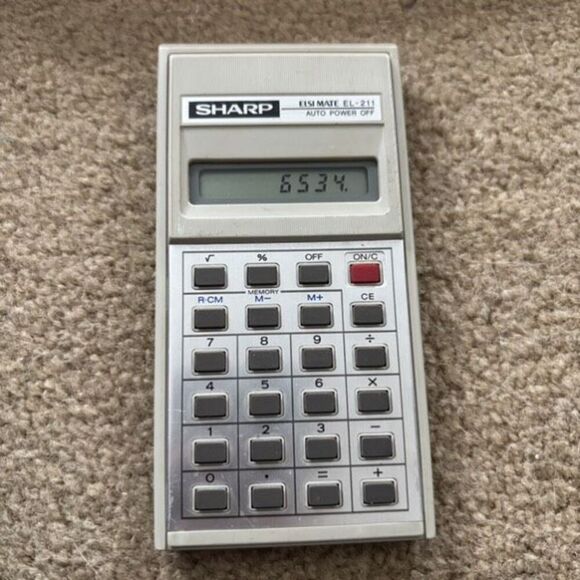 SHARP ELSI MATE EL-211
AUTO POWER OFF
6534.
√ % OFF ON/C
MEMORY
R·CM M− M+ CE
7 8 9 ÷
4 5 6 ×
1 2 3 −
0 · = +